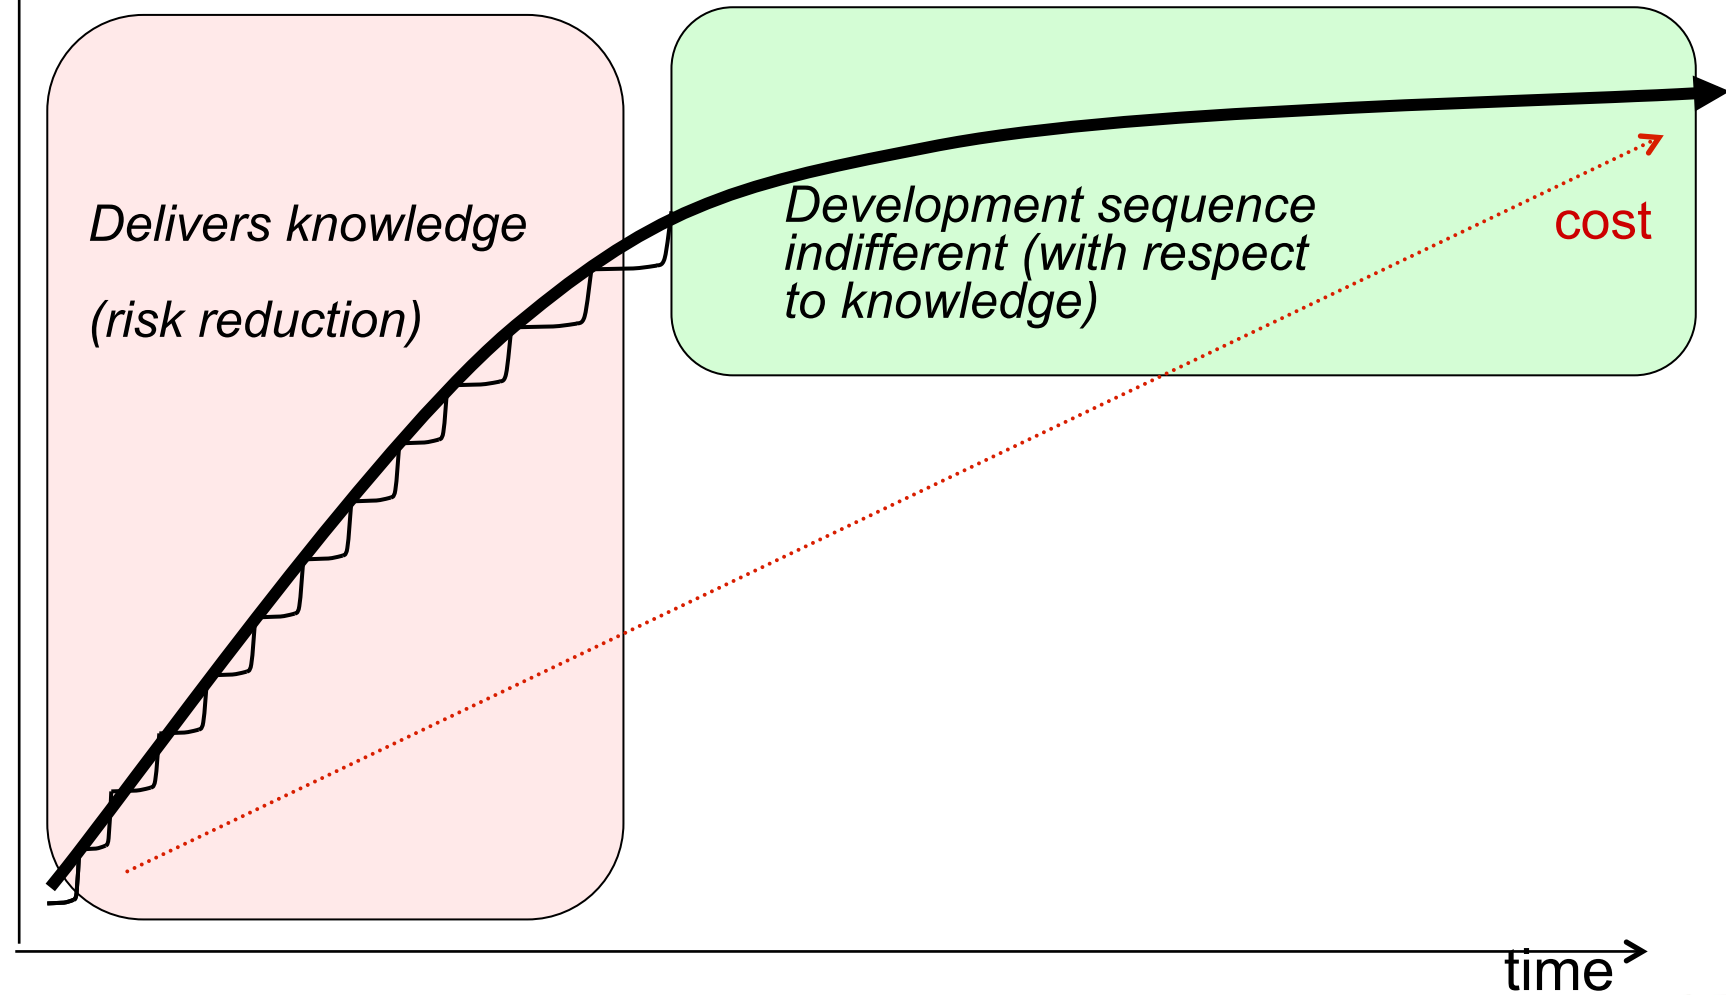 Delivers knowledge
(risk reduction)
Development sequence
indifferent (with respect
to knowledge)
cost
time